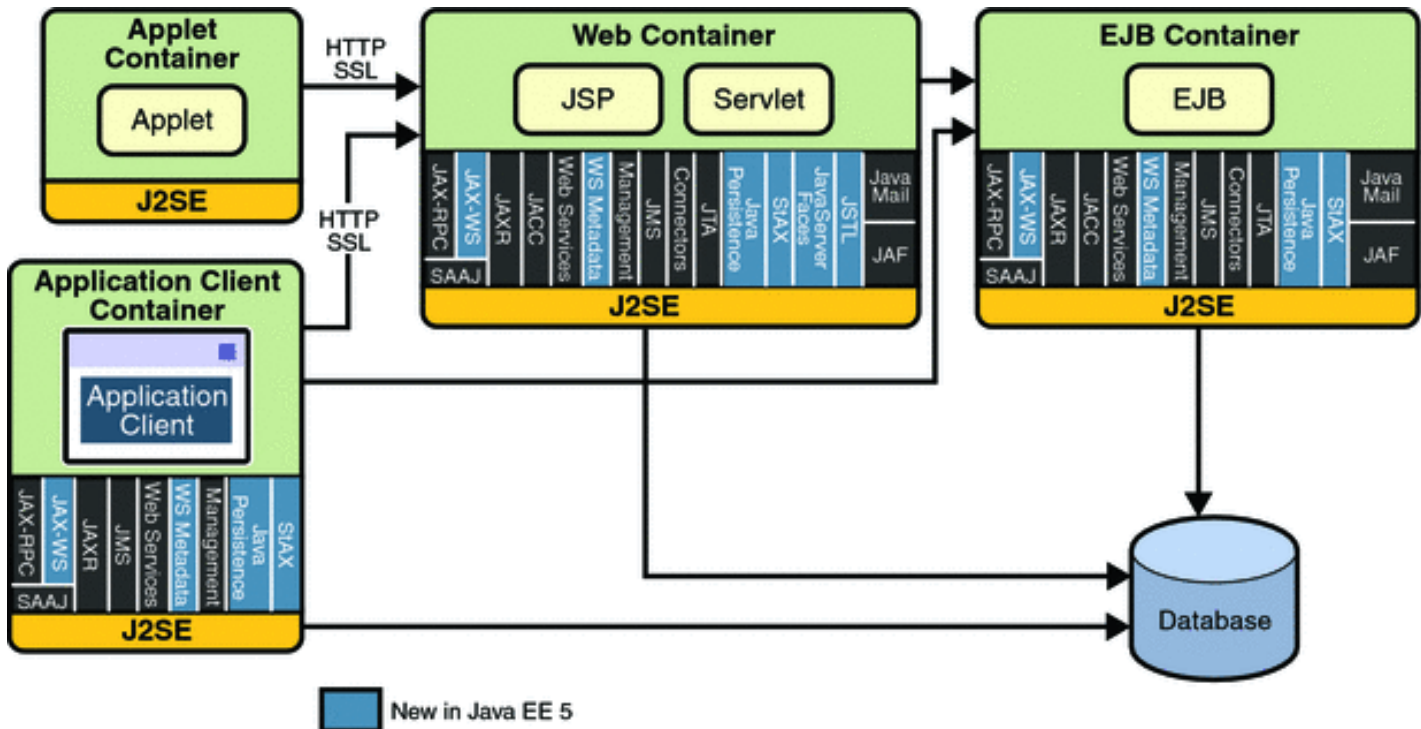 Applet
Container
Applet
J2SE
HTTP
SSL
HTTP
SSL
Web Container
JSP
Servlet
JAX-RPC
SAAJ
JAX-WS
JAXR
JACC
Web Services
WS Metadata
Management
JMS
Connectors
JTA
Java
Persistence
StAX
JavaServer
Faces
JSTL
Java
Mail
JAF
J2SE
EJB Container
EJB
JAX-RPC
SAAJ
JAX-WS
JAXR
JACC
Web Services
WS Metadata
Management
JMS
Connectors
JTA
Java
Persistence
StAX
Java
Mail
JAF
J2SE
Application Client
Container
Application
Client
JAX-RPC
SAAJ
JAX-WS
JAXR
JMS
Web Services
WS Metadata
Management
Java
Persistence
StAX
J2SE
Database
New in Java EE 5